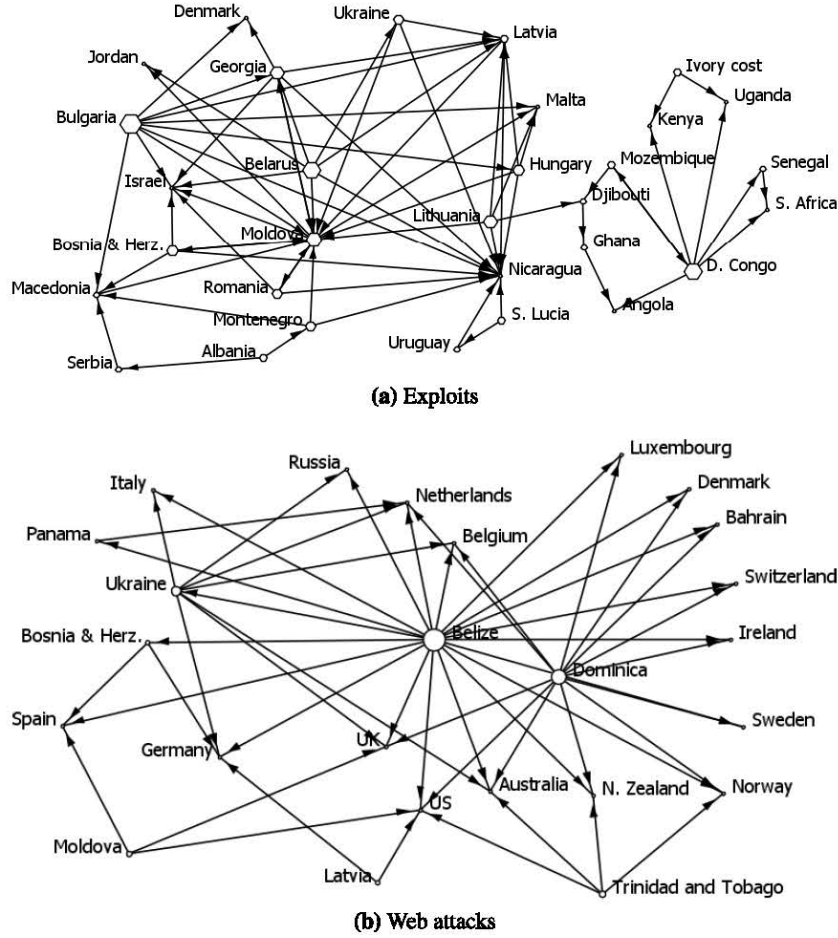 Denmark
Ukraine
Latvia
Jordan
Georgia
Ivory cost
Uganda
Bulgaria
Malta
Kenya
Israel
Belarus
Hungary
Mozembique
Senegal
Djibouti
S. Africa
Lithuania
Bosnia & Herz.
Moldova
Ghana
Macedonia
Romania
Nicaragua
D. Congo
Montenegro
S. Lucia
Angola
Serbia
Albania
Uruguay
(a) Exploits
Luxembourg
Italy
Russia
Netherlands
Denmark
Panama
Belgium
Bahrain
Ukraine
Switzerland
Bosnia & Herz.
Belize
Ireland
Dominica
Spain
Germany
UK
Sweden
Australia
N. Zealand
Norway
US
Moldova
Latvia
Trinidad and Tobago
(b) Web attacks